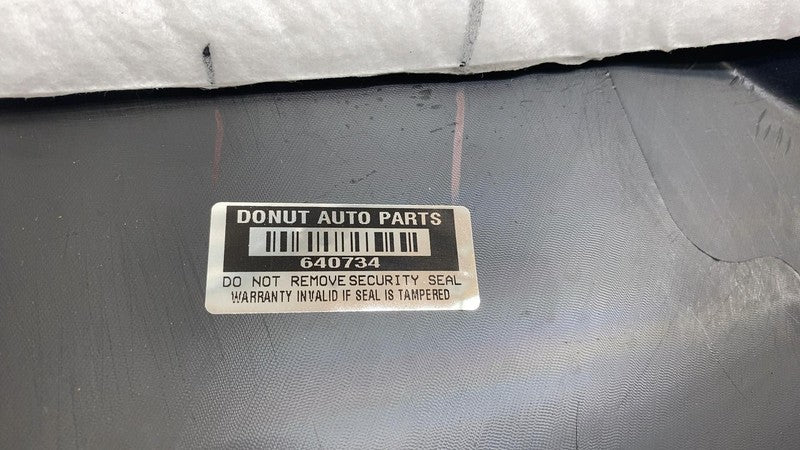 DONUT AUTO PARTS
640734
DO NOT REMOVE SECURITY SEAL
WARRANTY INVALID IF SEAL IS TAMPERED